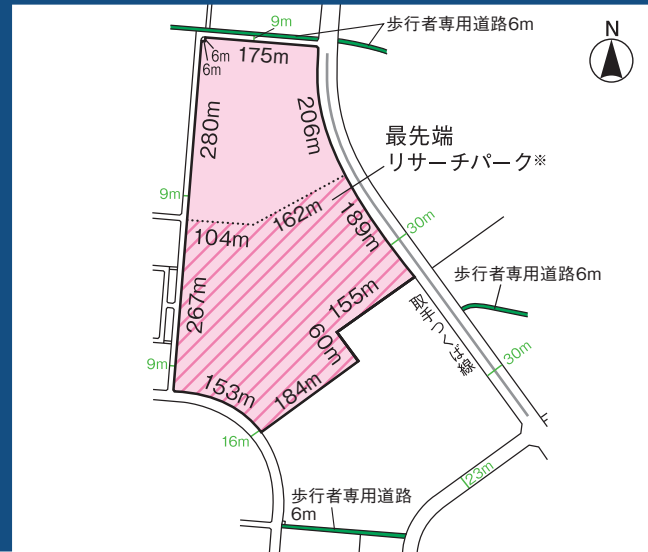 9m
歩行者専用道路6m
N
6m
6m
175m
280m
206m
最先端
リサーチパーク※
9m
104m
162m
189m
30m
歩行者専用道路6m
267m
155m
取手つくば線
60m
30m
9m
153m
184m
16m
23m
歩行者専用道路
6m